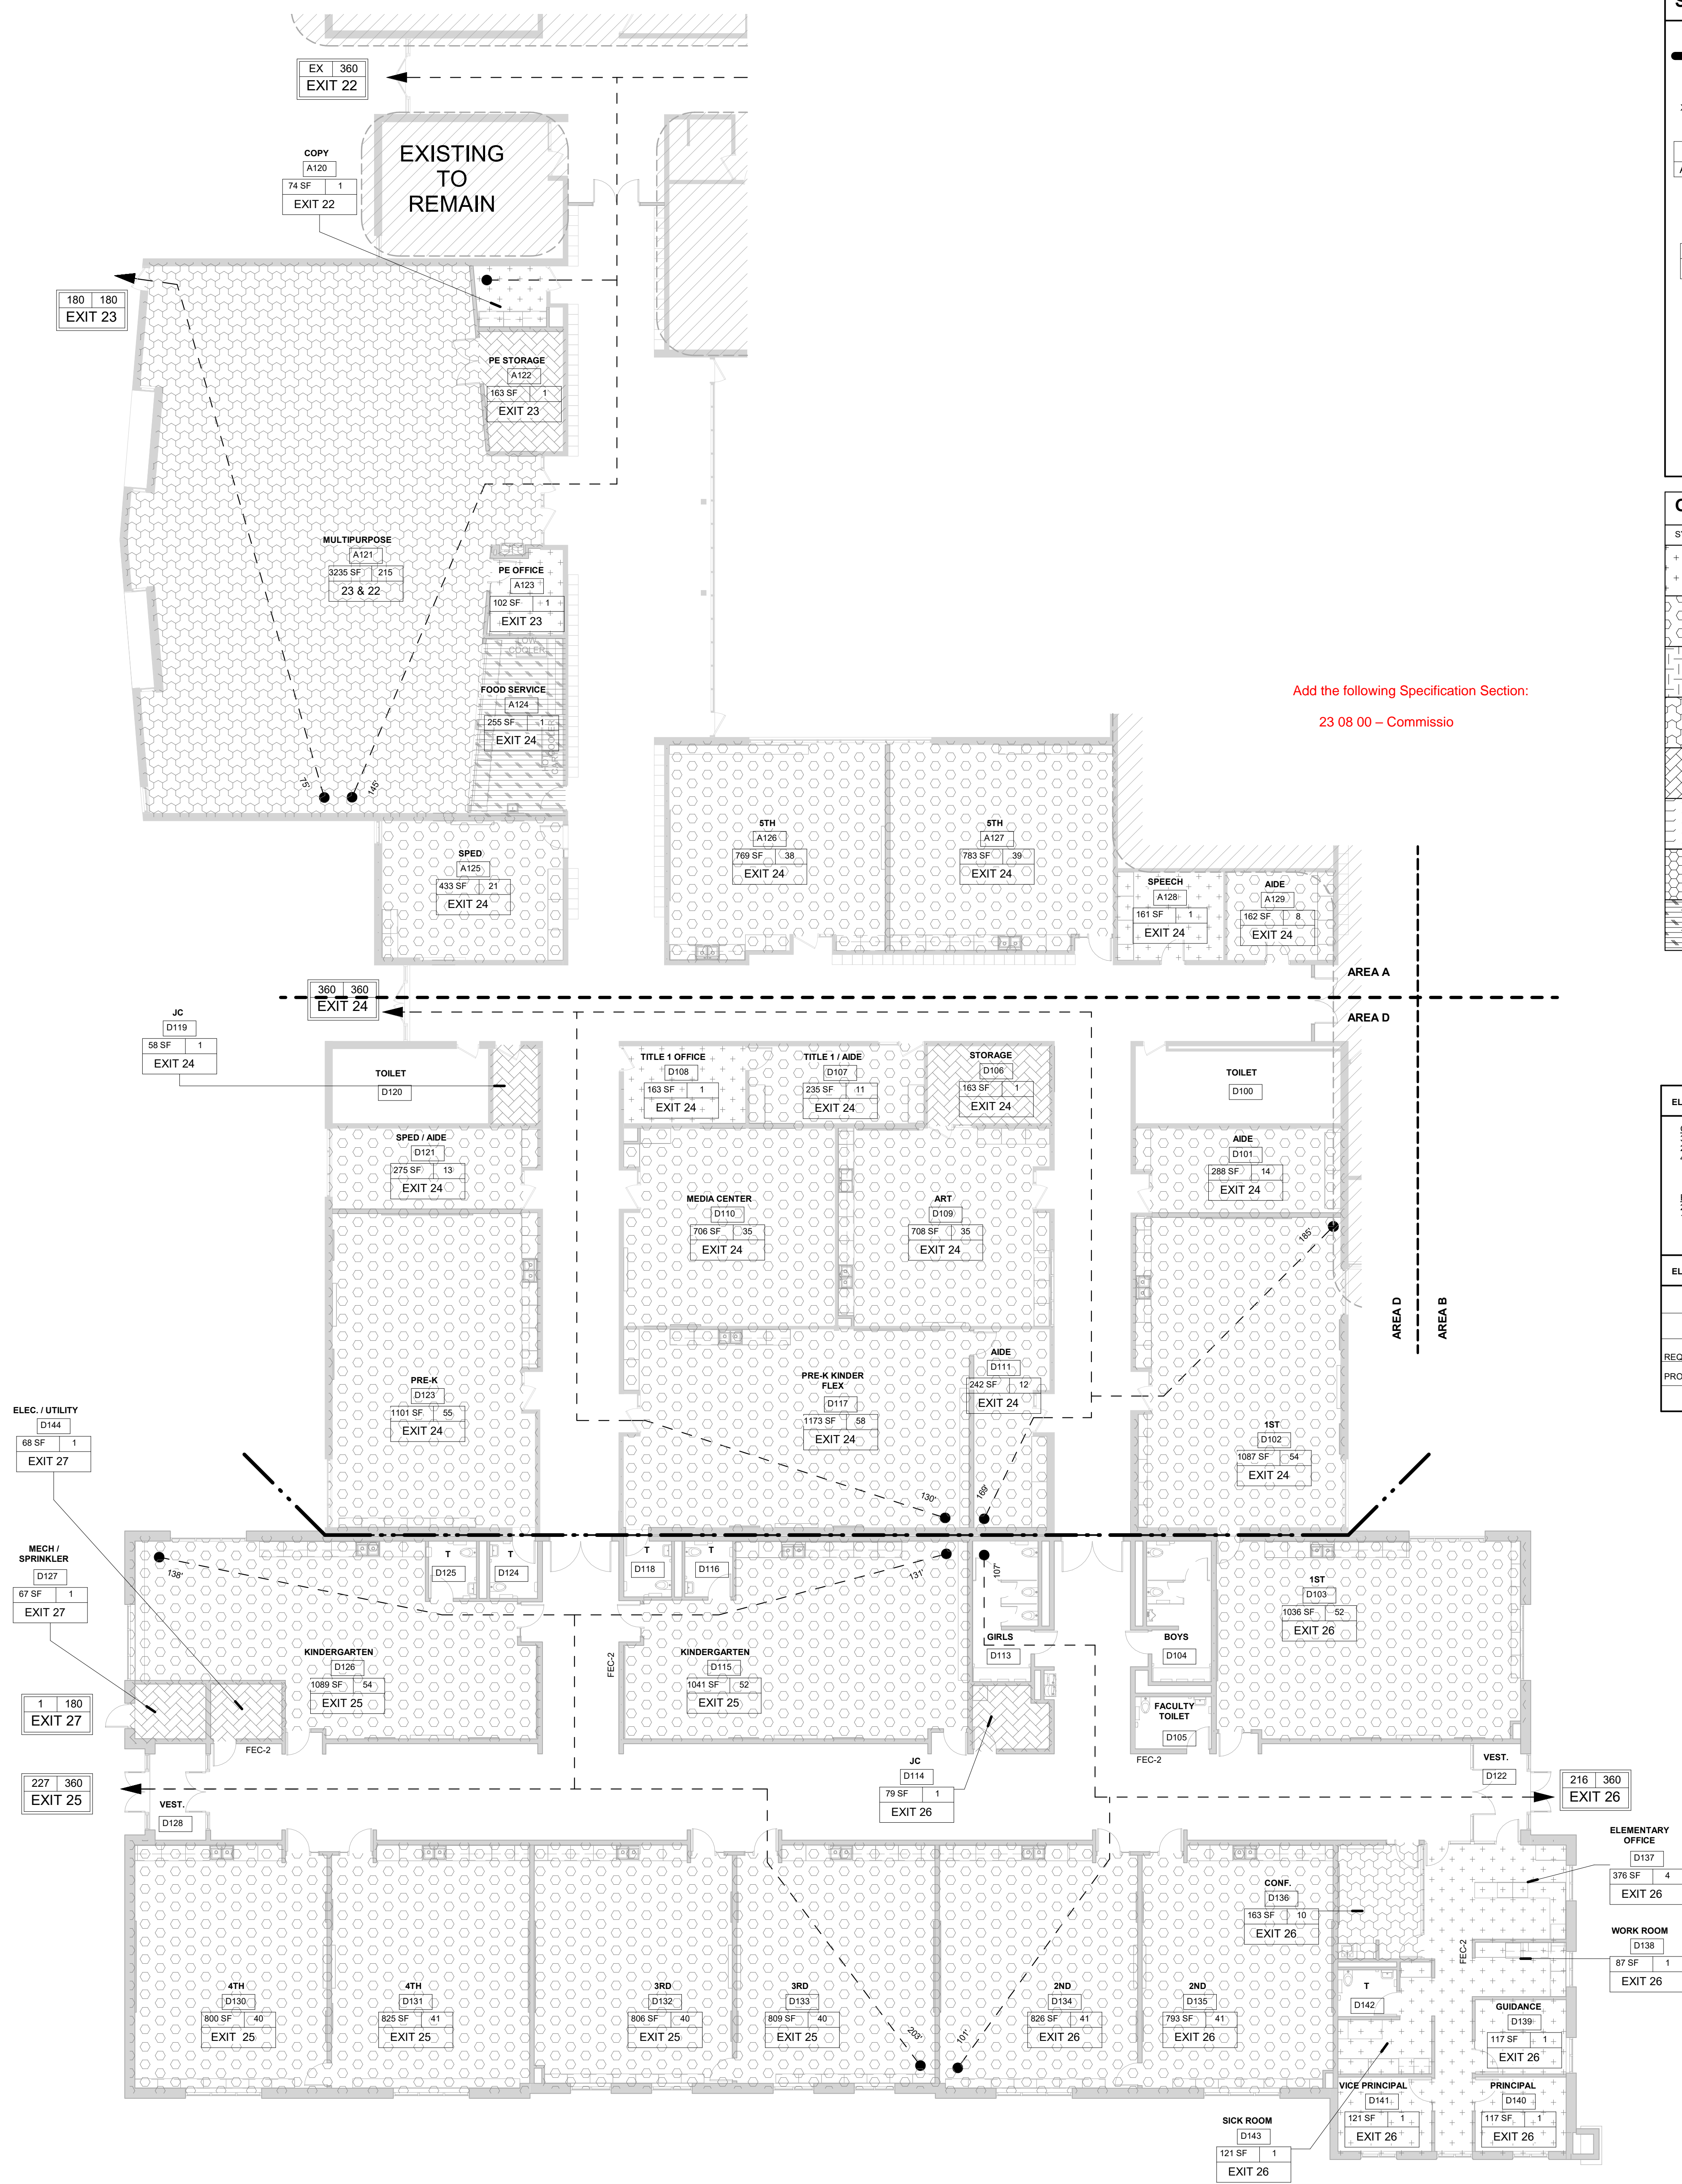 EX 360
EXIT 22
COPY
A120
74 SF 1
EXIT 22
EXISTING
TO
REMAIN
180 180
EXIT 23
PE STORAGE
A122
163 SF 1
EXIT 23
MULTIPURPOSE
A121
3235 SF 215
23 & 22
PE OFFICE
A123
102 SF 1
EXIT 23
COOLER
FOOD SERVICE
A124
255 SF 1
EXIT 24
75'
145'
Add the following Specification Section:
23 08 00 – Commissio
SPED
A125
433 SF 21
EXIT 24
5TH
A126
769 SF 38
EXIT 24
5TH
A127
783 SF 39
EXIT 24
SPEECH
A128
161 SF 1
EXIT 24
AIDE
A129
162 SF 8
EXIT 24
AREA A
AREA D
360 360
EXIT 24
JC
D119
58 SF 1
EXIT 24
TOILET
D120
TITLE 1 OFFICE
D108
163 SF 1
EXIT 24
TITLE 1 / AIDE
D107
235 SF 11
EXIT 24
STORAGE
D106
163 SF 1
EXIT 24
TOILET
D100
SPED / AIDE
D121
275 SF 13
EXIT 24
AIDE
D101
288 SF 14
EXIT 24
MEDIA CENTER
D110
706 SF 35
EXIT 24
ART
D109
708 SF 35
EXIT 24
185'
AREA D
AREA B
PRE-K
D123
1101 SF 55
EXIT 24
PRE-K KINDER
FLEX
D117
1173 SF 58
EXIT 24
AIDE
D111
242 SF 12
EXIT 24
1ST
D102
1087 SF 54
EXIT 24
130'
169'
ELEC. / UTILITY
D144
68 SF 1
EXIT 27
MECH /
SPRINKLER
D127
67 SF 1
EXIT 27
138'
T
D125
T
D124
T
D118
T
D116
131'
107'
1ST
D103
1036 SF 52
EXIT 26
KINDERGARTEN
D126
1089 SF 54
EXIT 25
FEC-2
KINDERGARTEN
D115
1041 SF 52
EXIT 25
GIRLS
D113
BOYS
D104
FACULTY
TOILET
D105
1 180
EXIT 27
FEC-2
FEC-2
JC
D114
79 SF 1
EXIT 26
VEST.
D122
227 360
EXIT 25
VEST.
D128
216 360
EXIT 26
ELEMENTARY
OFFICE
D137
376 SF 4
EXIT 26
CONF.
D136
163 SF 10
EXIT 26
WORK ROOM
D138
87 SF 1
EXIT 26
FEC-2
4TH
D130
800 SF 40
EXIT 25
4TH
D131
825 SF 41
EXIT 25
3RD
D132
806 SF 40
EXIT 25
3RD
D133
809 SF 40
EXIT 25
203'
101'
2ND
D134
826 SF 41
EXIT 26
2ND
D135
793 SF 41
EXIT 26
T
D142
GUIDANCE
D139
117 SF 1
EXIT 26
VICE PRINCIPAL
D141
121 SF 1
EXIT 26
PRINCIPAL
D140
117 SF 1
EXIT 26
SICK ROOM
D143
121 SF 1
EXIT 26